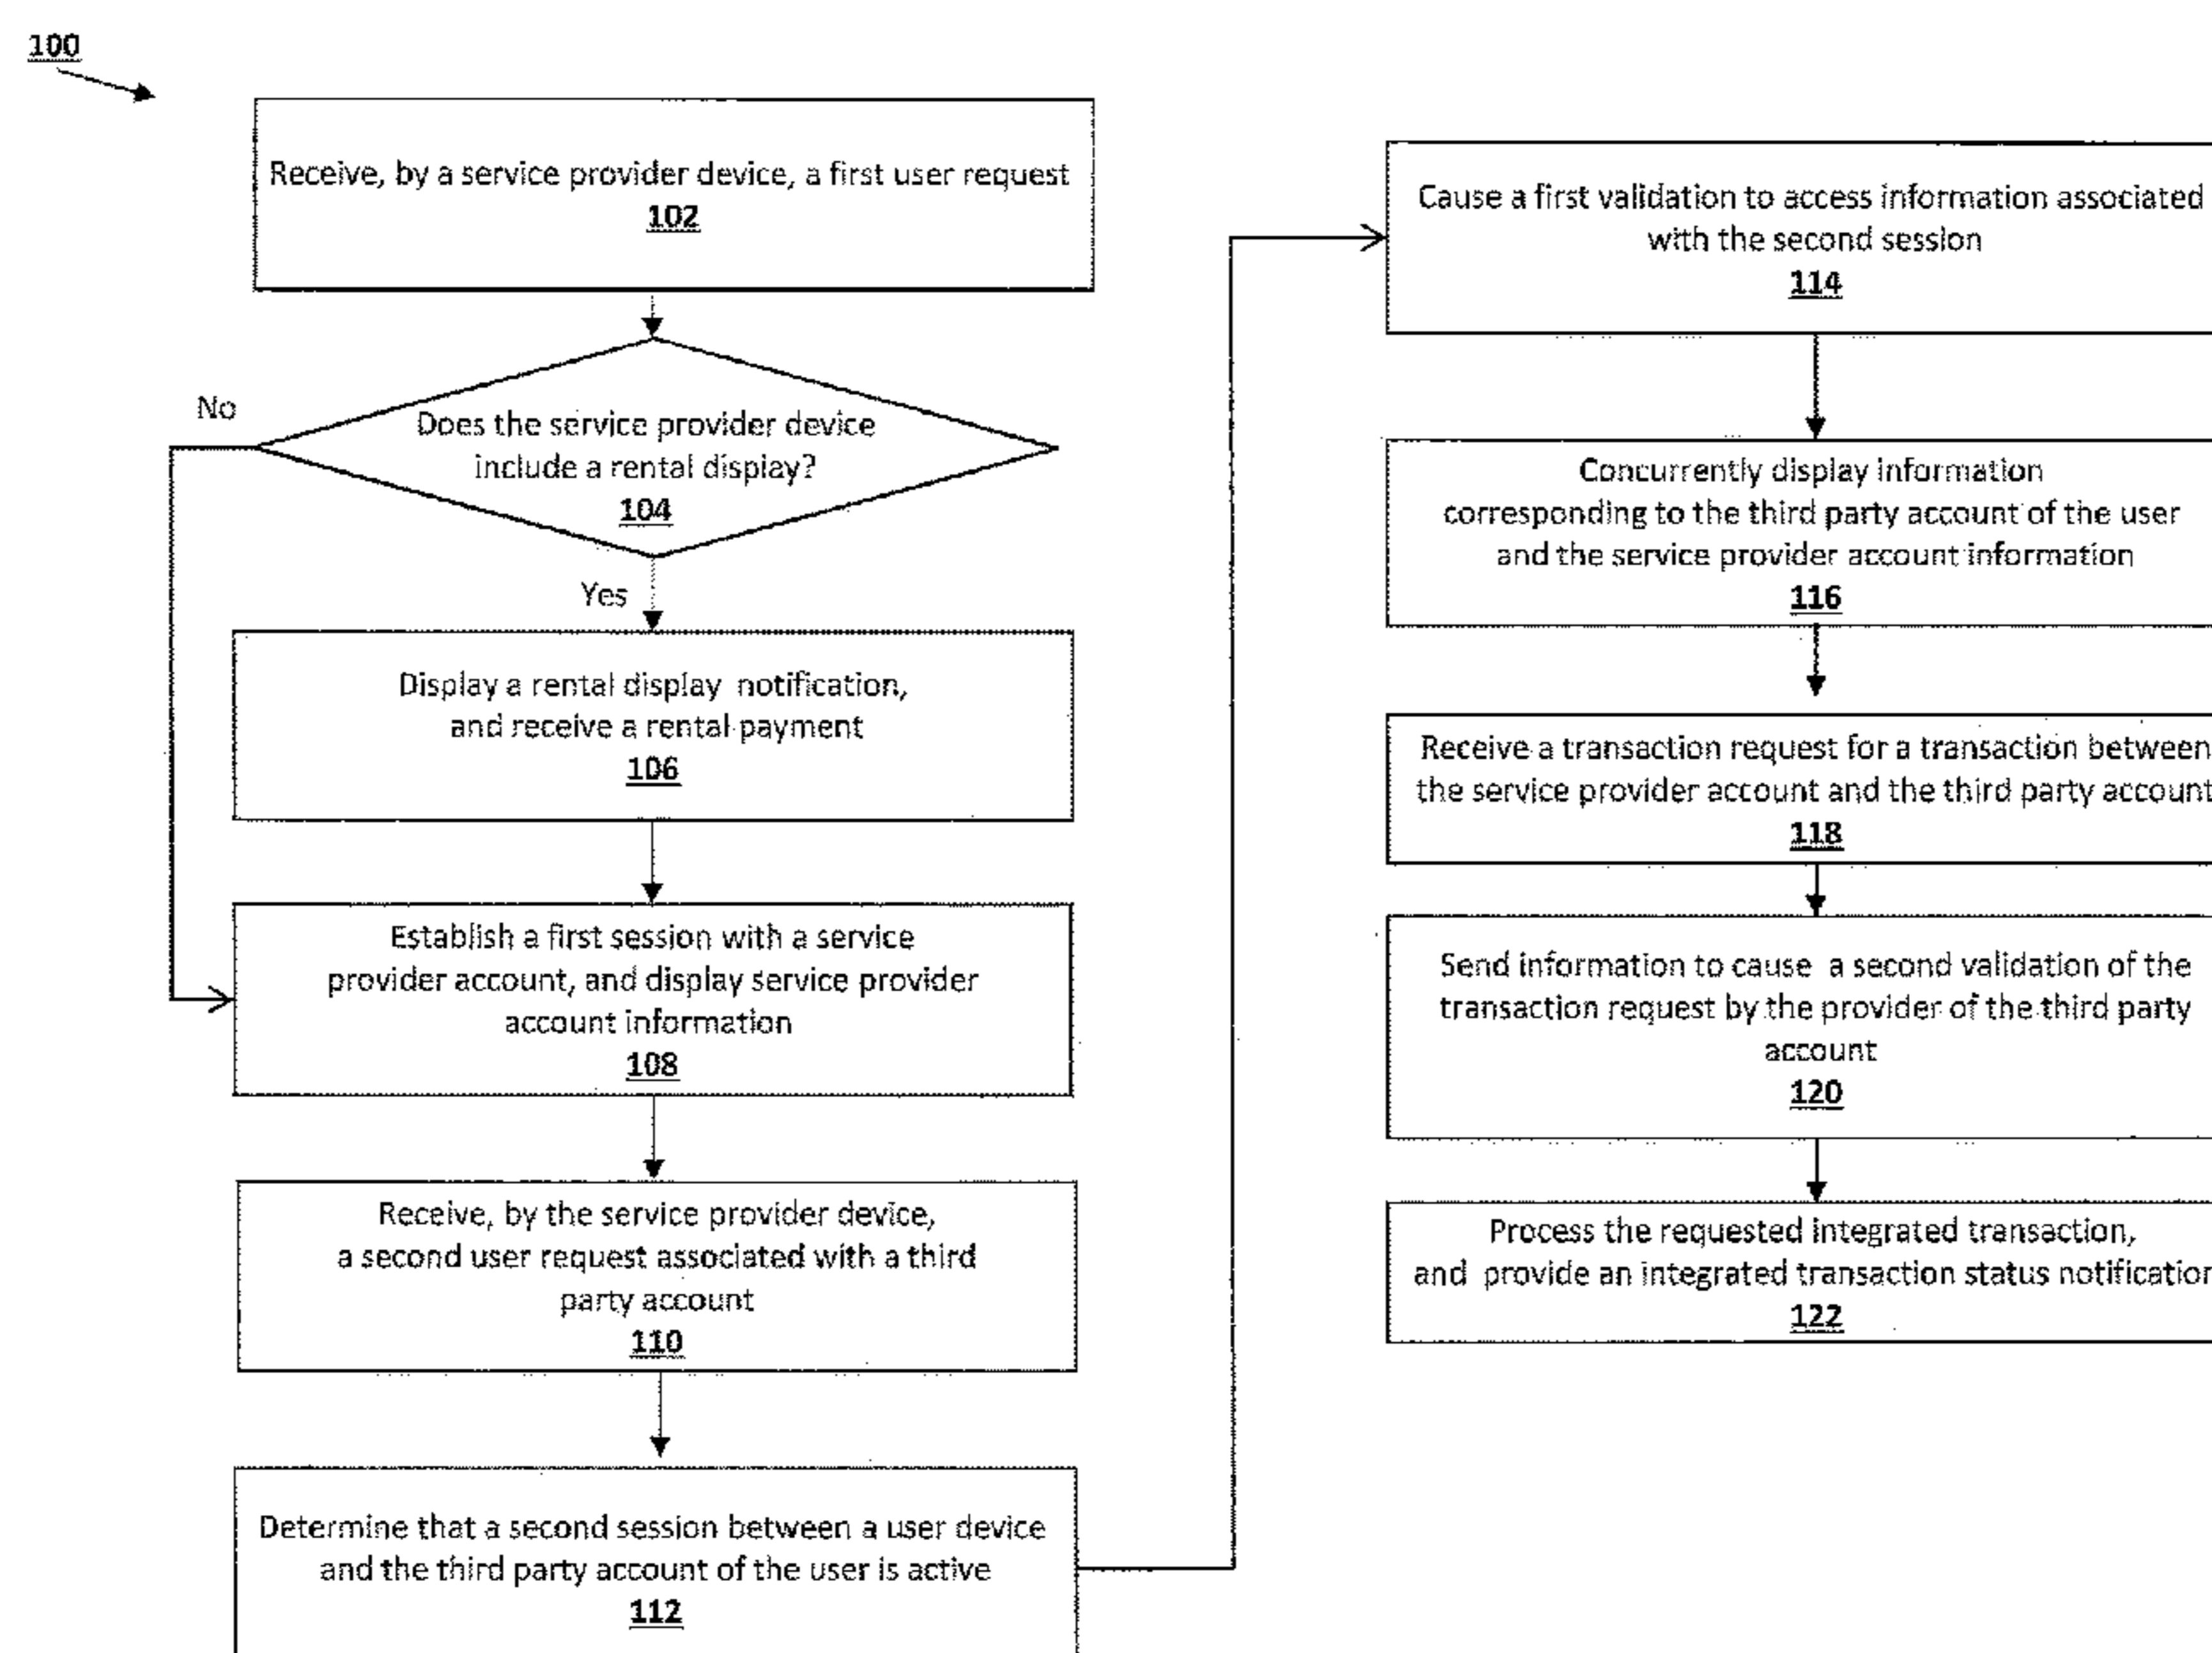 100
Receive, by a service provider device, a first user request
102
No
Does the service provider device
include a rental display?
104
Yes
Display a rental display notification,
and receive a rental payment
106
Establish a first session with a service
provider account, and display service provider
account information
108
Receive, by the service provider device,
a second user request associated with a third
party account
110
Determine that a second session between a user device
and the third party account of the user is active
112
Cause a first validation to access information associated
with the second session
114
Concurrently display information
corresponding to the third party account of the user
and the service provider account information
116
Receive a transaction request for a transaction between
the service provider account and the third party account
118
Send information to cause a second validation of the
transaction request by the provider of the third party
account
120
Process the requested integrated transaction,
and provide an integrated transaction status notification
122